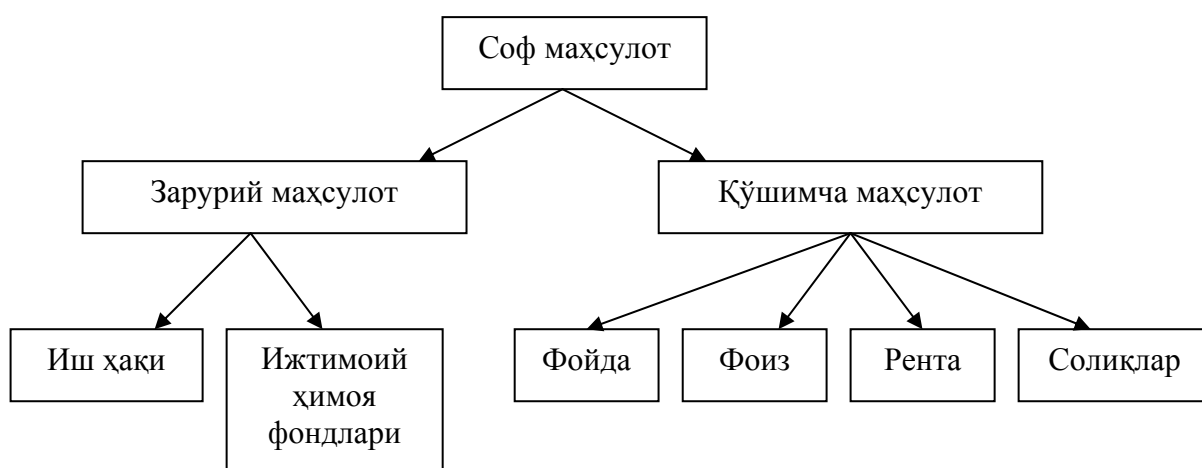 Соф маҳсулот
Зарурий маҳсулот
Қўшимча маҳсулот
Иш ҳақи
Ижтимоий
ҳимоя
фондлари
Фойда
Фоиз
Рента
Солиқлар